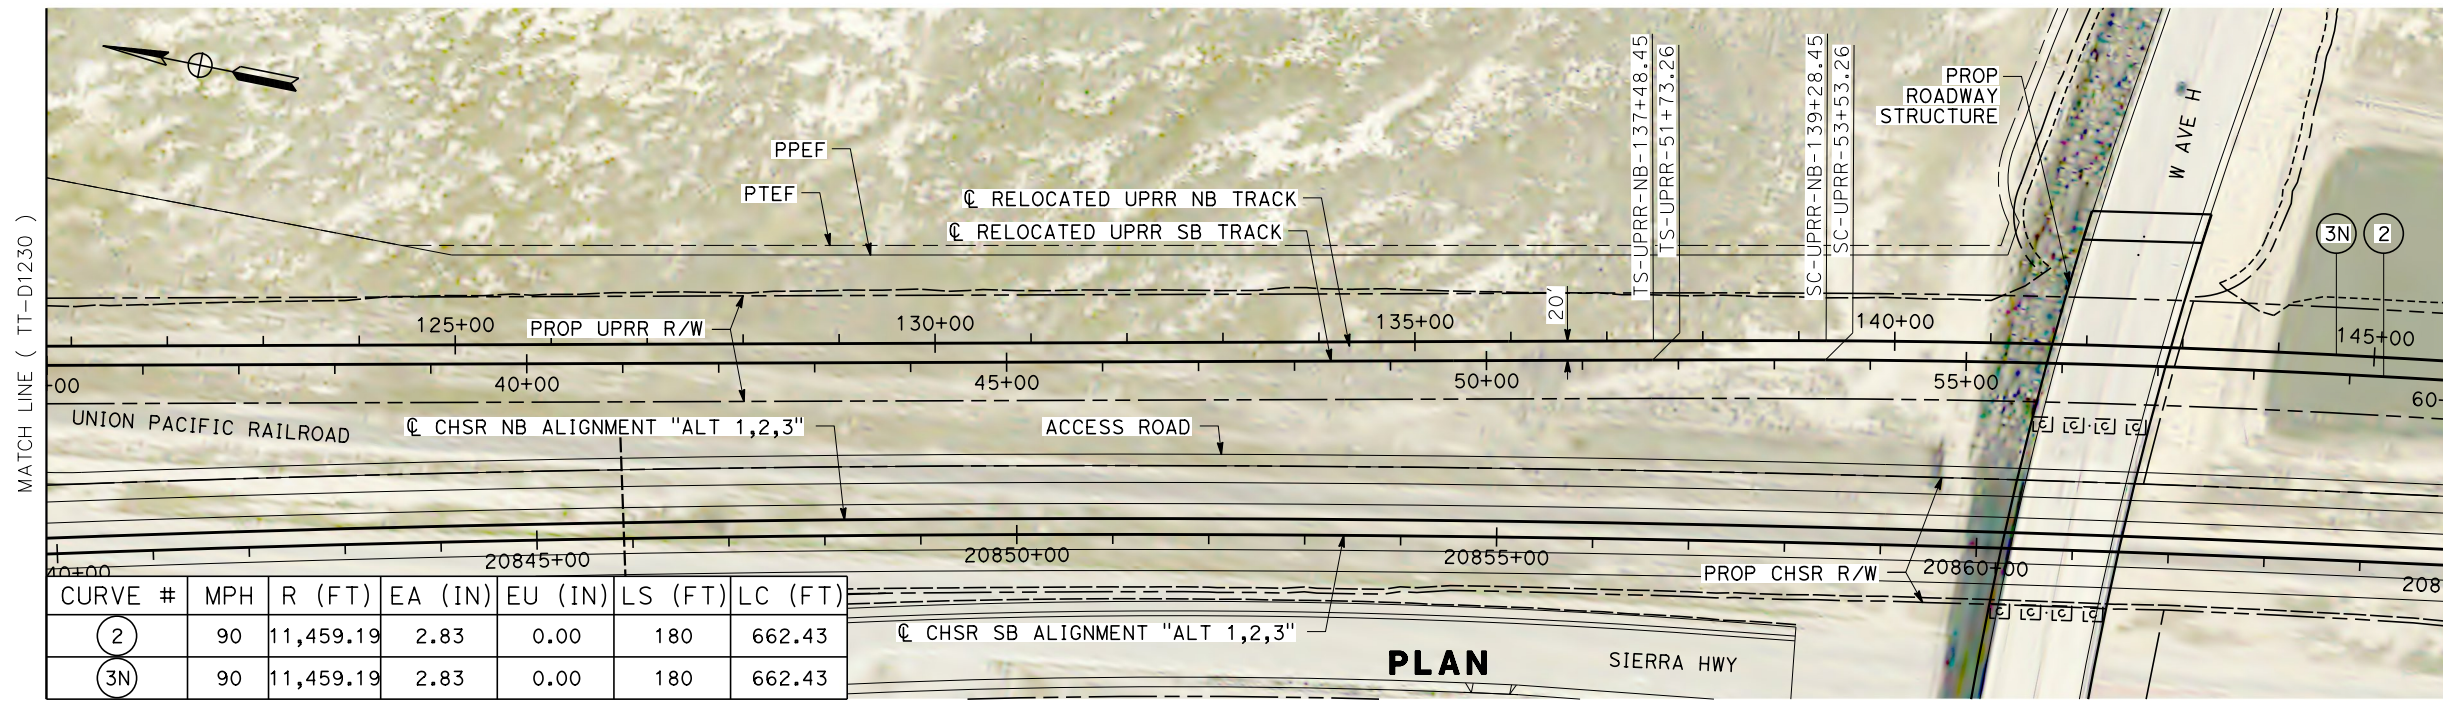 MATCH LINE ( TT-D1230 )
TS-UPRR-NB-137+48.45
TS-UPRR-51+73.26
SC-UPRR-NB-139+28.45
SC-UPRR-53+53.26
PROP
ROADWAY
STRUCTURE
W AVE H
PPEF
PTEF
℄ RELOCATED UPRR NB TRACK
℄ RELOCATED UPRR SB TRACK
3N 2
20'
PROP UPRR R/W
125+00 130+00 135+00 140+00 145+00
+00 40+00 45+00 50+00 55+00 60+
UNION PACIFIC RAILROAD
℄ CHSR NB ALIGNMENT "ALT 1,2,3"
ACCESS ROAD
C C C C
40+00 20845+00 20850+00 20855+00 20860+00 208
PROP CHSR R/W
C C C C
℄ CHSR SB ALIGNMENT "ALT 1,2,3"
PLAN
SIERRA HWY
CURVE # MPH R (FT) EA (IN) EU (IN) LS (FT) LC (FT)
2 90 11,459.19 2.83 0.00 180 662.43
3N 90 11,459.19 2.83 0.00 180 662.43